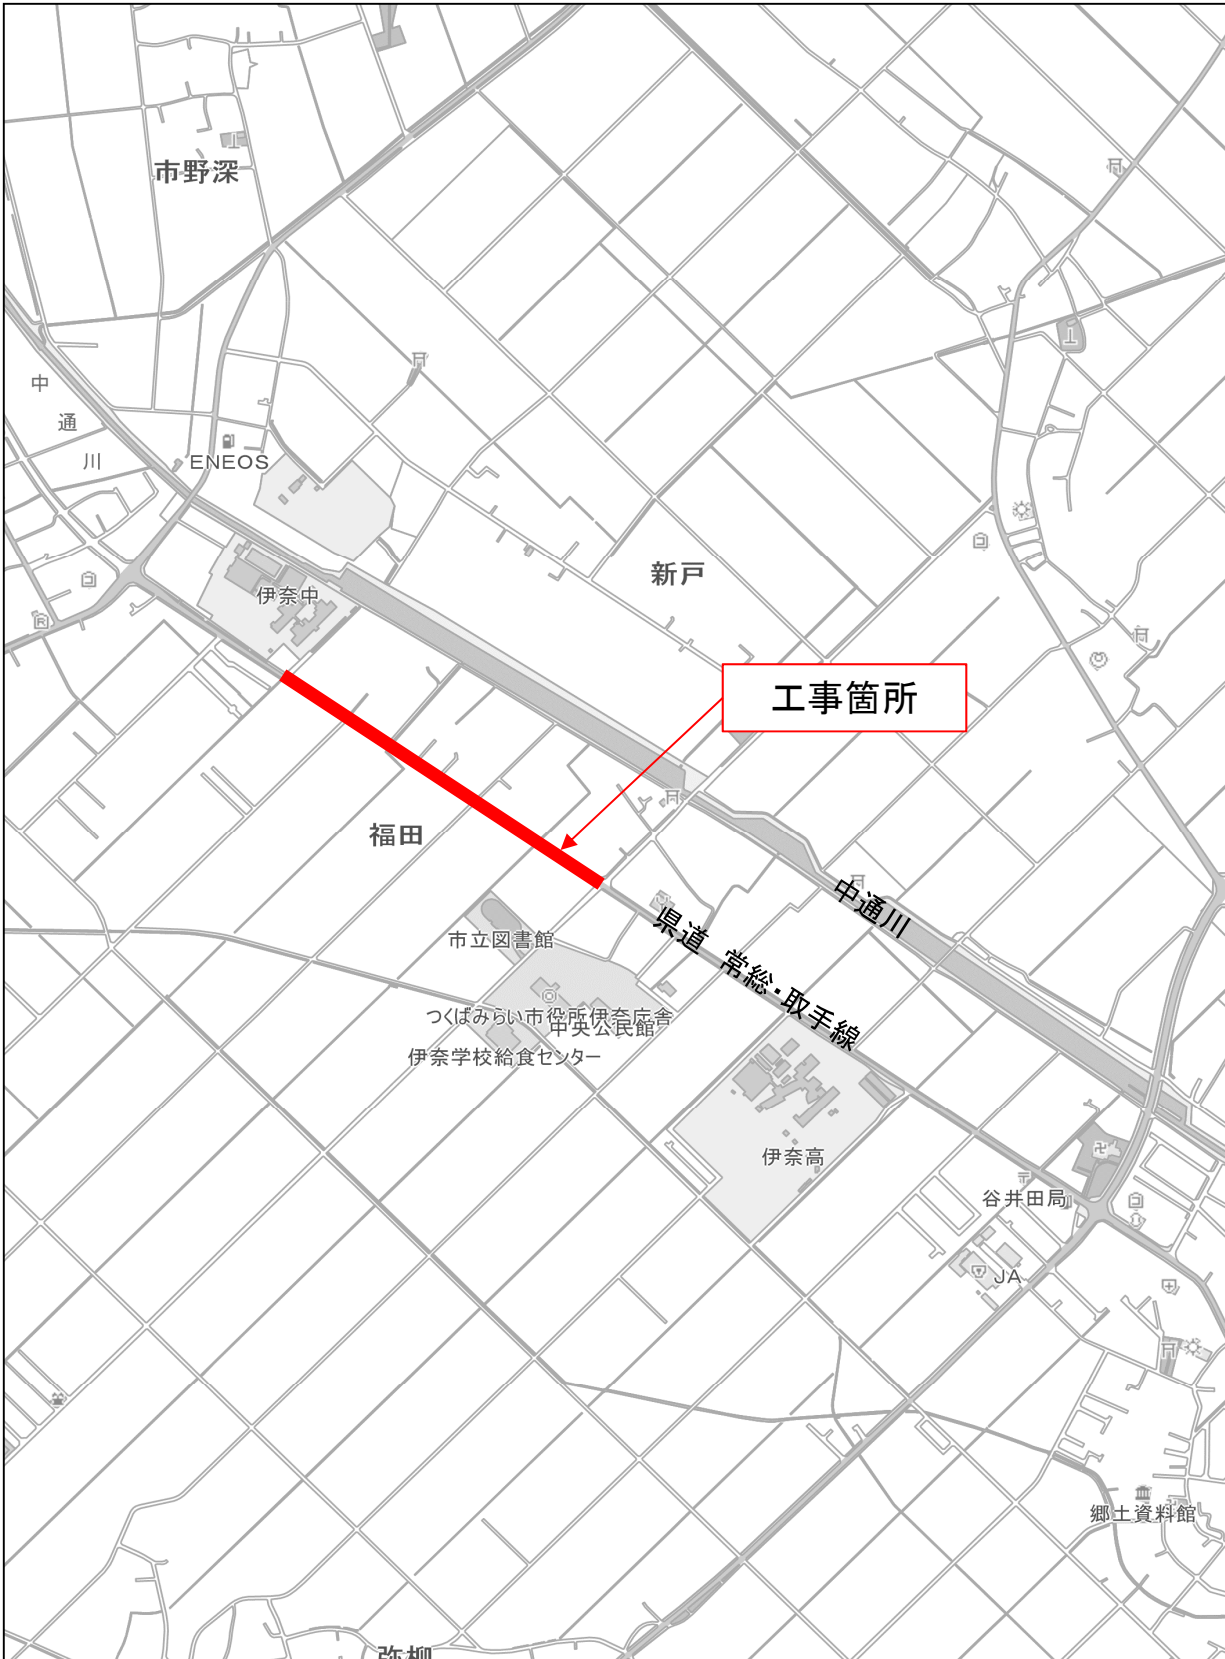 市野深
中
通
川
ENEOS
伊奈中
新戸
工事箇所
福田
中通川
県道 常総・取手線
市立図書館
つくばみらい市役所伊奈庁舎
中央公民館
伊奈学校給食センター
伊奈高
谷井田局
JA
郷土資料館
弥柳